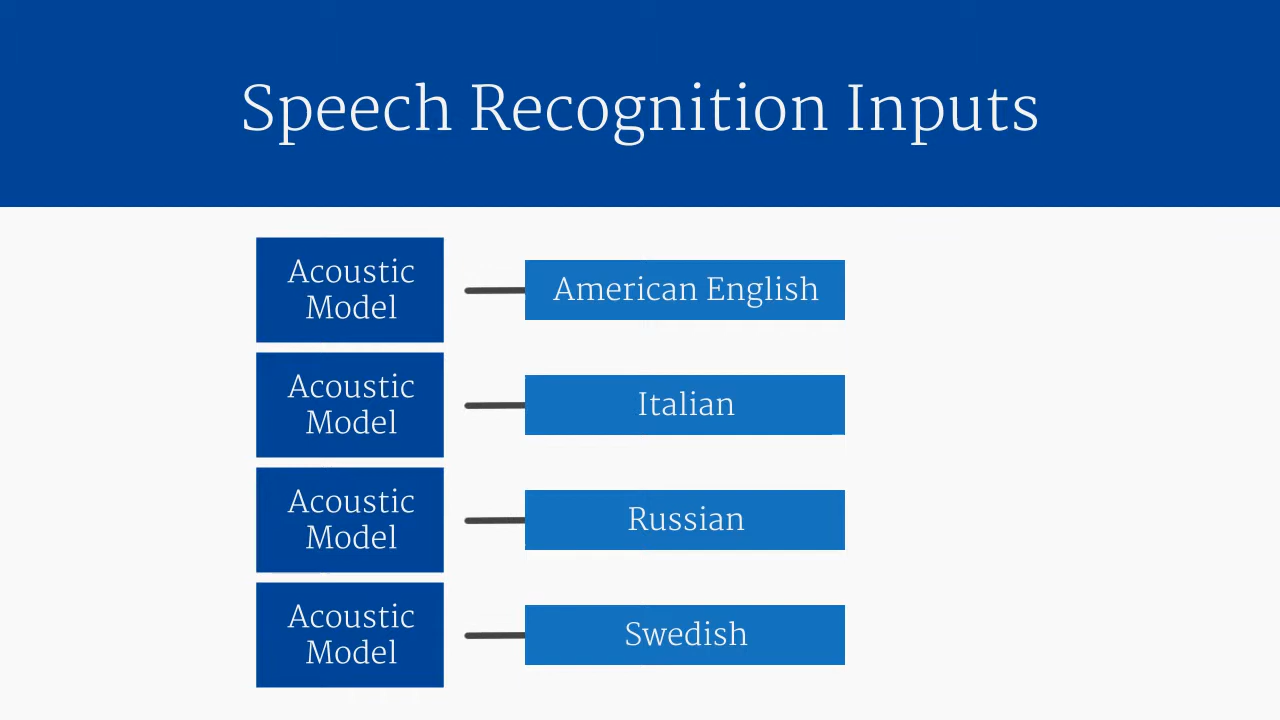 Speech Recognition Inputs
Acoustic
Model
American English
Acoustic
Model
Italian
Acoustic
Model
Russian
Acoustic
Model
Swedish